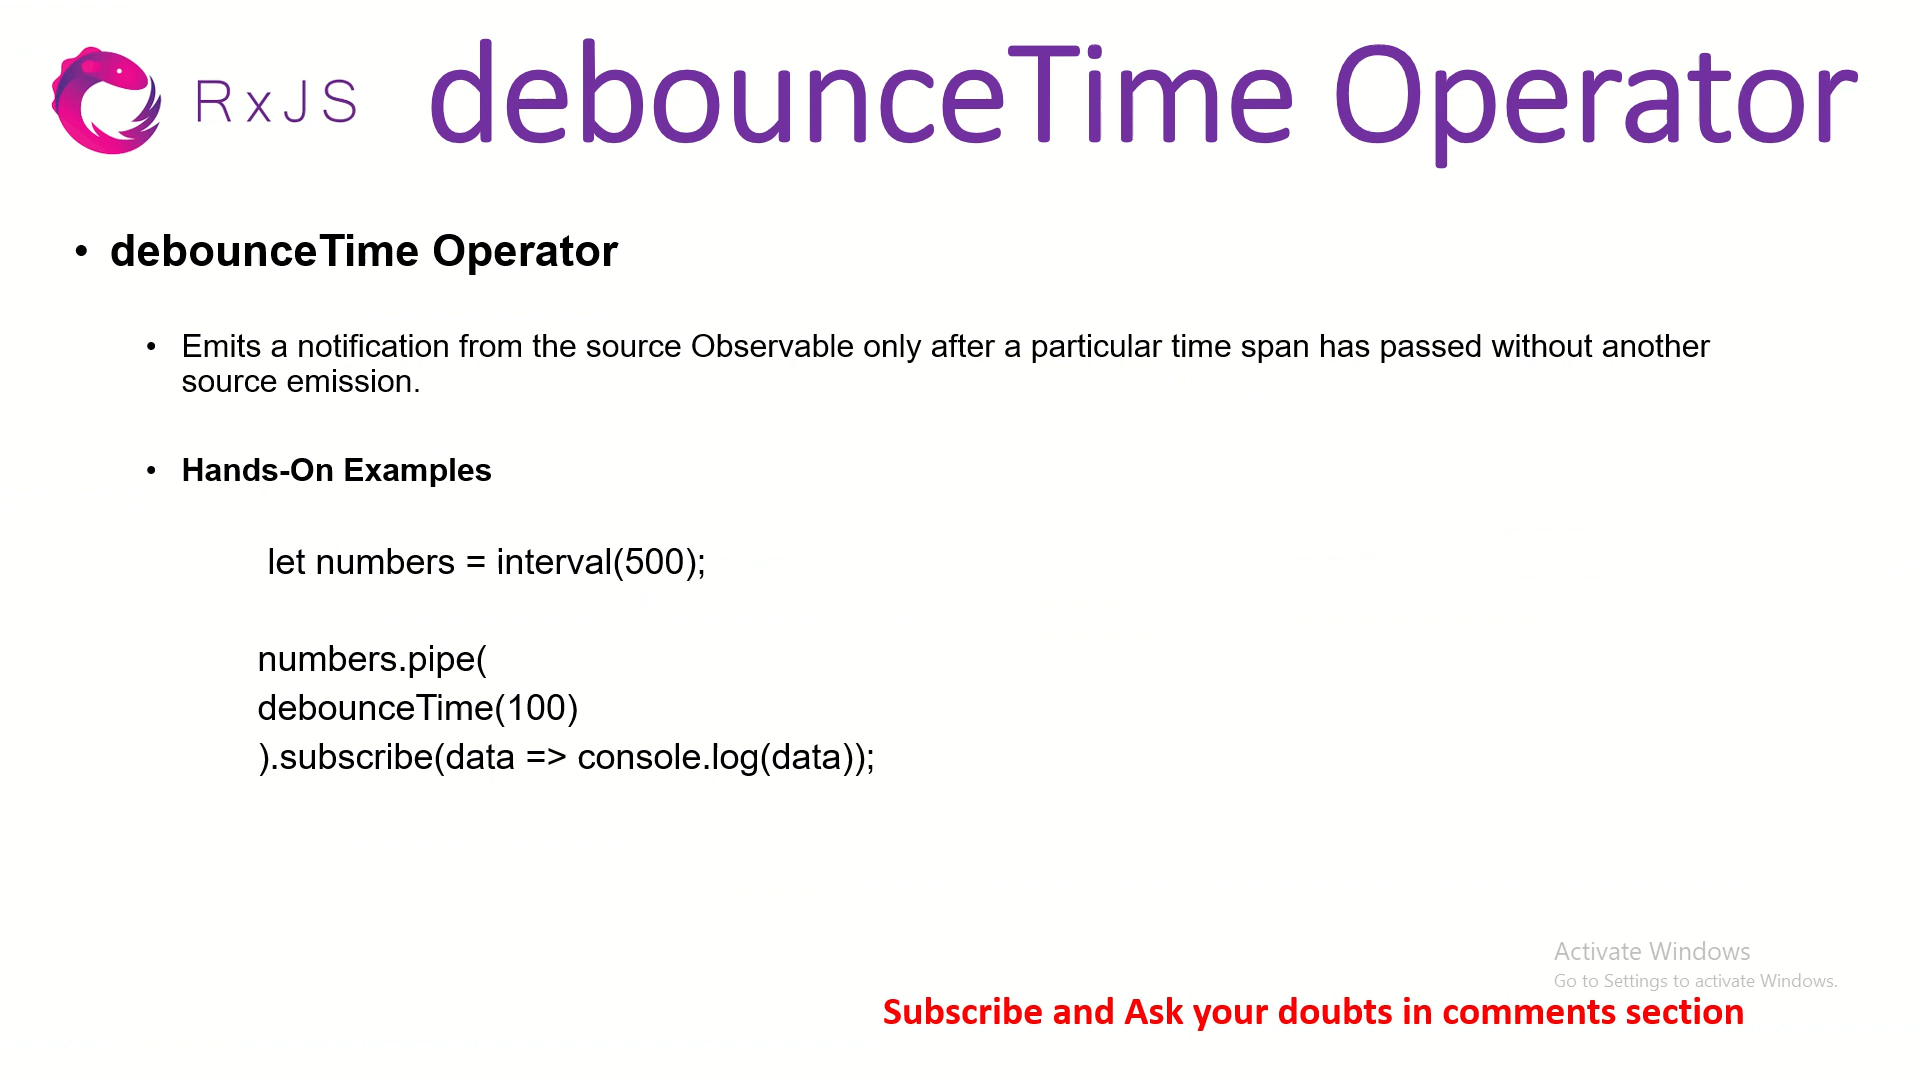 RxJS
debounceTime Operator
• debounceTime Operator
• Emits a notification from the source Observable only after a particular time span has passed without another
source emission.
• Hands-On Examples
let numbers = interval(500);
numbers.pipe(
debounceTime(100)
).subscribe(data => console.log(data));
Activate Windows
Go to Settings to activate Windows.
Subscribe and Ask your doubts in comments section